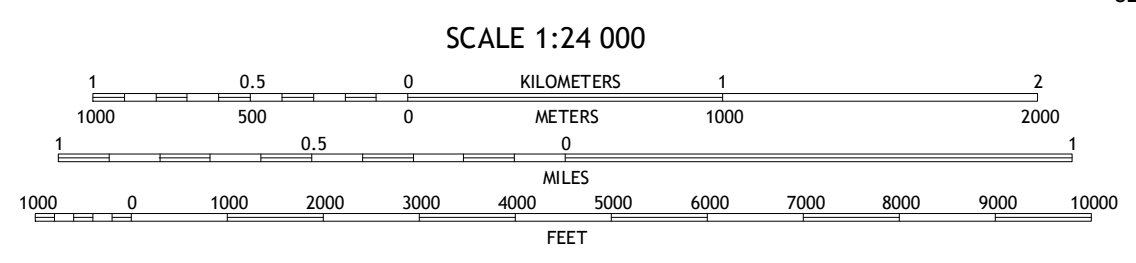 SCALE 1:24 000
1 0.5 0 KILOMETERS 1 2
1000 500 0 METERS 1000 2000
1 0.5 0 1
MILES
1000 0 1000 2000 3000 4000 5000 6000 7000 8000 9000 10000
FEET